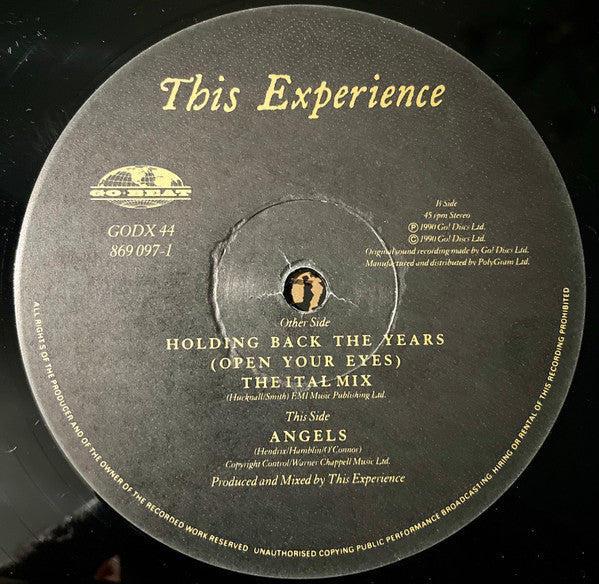 This Experience
GO! BEAT
GODX 44
869 097-1
B Side
45 rpm Stereo
℗ 1990 Go! Discs Ltd.
© 1990 Go! Discs Ltd.
Original sound recording made by Go! Discs Ltd.
Manufactured and distributed by PolyGram Ltd.
Other Side
HOLDING BACK THE YEARS
(OPEN YOUR EYES)
THE ITAL MIX
(Hucknall/Smith) EMI Music Publishing Ltd.
This Side
ANGELS
(Hendrix/Hamblin/O'Connor)
Copyright Control/Warner Chappell Music Ltd.
Produced and Mixed by This Experience
ALL RIGHTS OF THE PRODUCER AND OF THE OWNER OF THE RECORDED WORK RESERVED UNAUTHORISED COPYING PUBLIC PERFORMANCE BROADCASTING HIRING OR RENTAL OF THIS RECORDING PROHIBITED